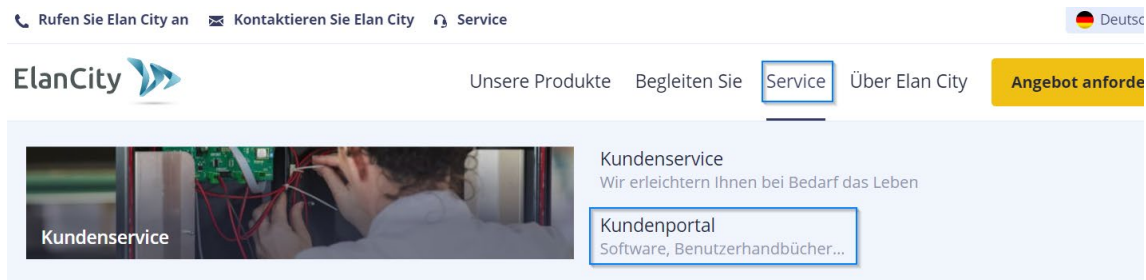 Rufen Sie Elan City an Kontaktieren Sie Elan City Service
ElanCity
Unsere Produkte Begleiten Sie Service Über Elan City
Kundenservice
Kundenservice
Wir erleichtern Ihnen bei Bedarf das Leben
Kundenportal
Software, Benutzerhandbücher...
Angebot